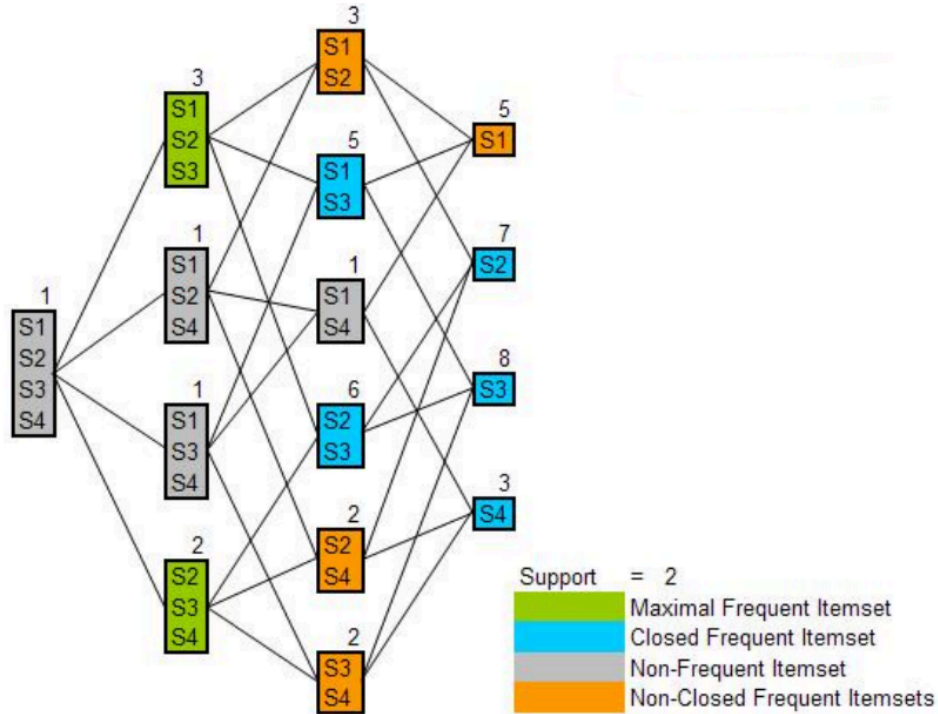 3
S1
S2
3
S1
S2
S3
5
S1
5
S1
S3
1
S1
S2
S4
7
S2
1
S1
S4
1
S1
S2
S3
S4
8
S3
1
S1
S3
S4
6
S2
S3
3
S4
2
S2
S4
2
S2
S3
S4
2
S3
S4
Support = 2
Maximal Frequent Itemset
Closed Frequent Itemset
Non-Frequent Itemset
Non-Closed Frequent Itemsets